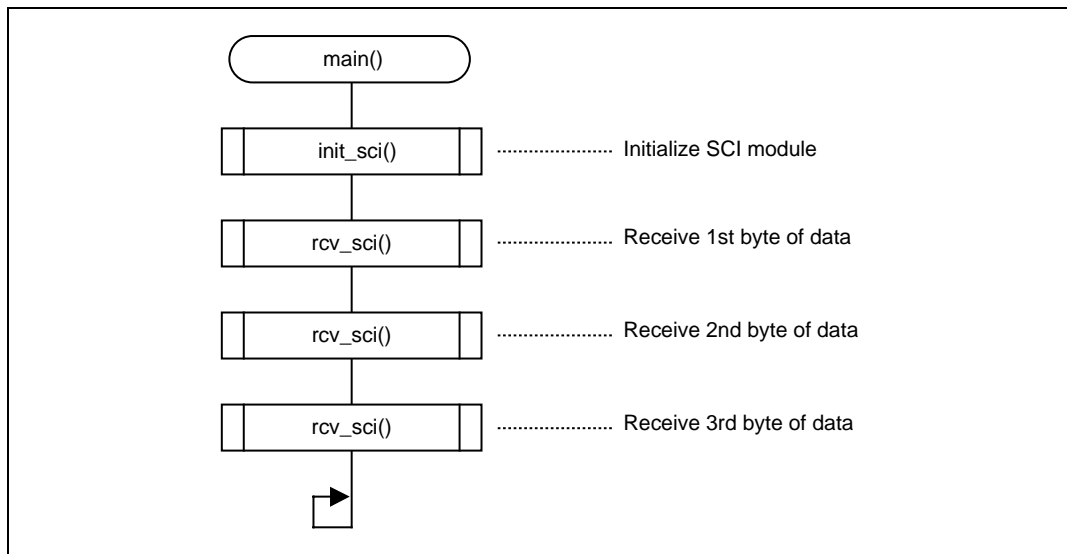 main()
init_sci()
Initialize SCI module
rcv_sci()
Receive 1st byte of data
rcv_sci()
Receive 2nd byte of data
rcv_sci()
Receive 3rd byte of data